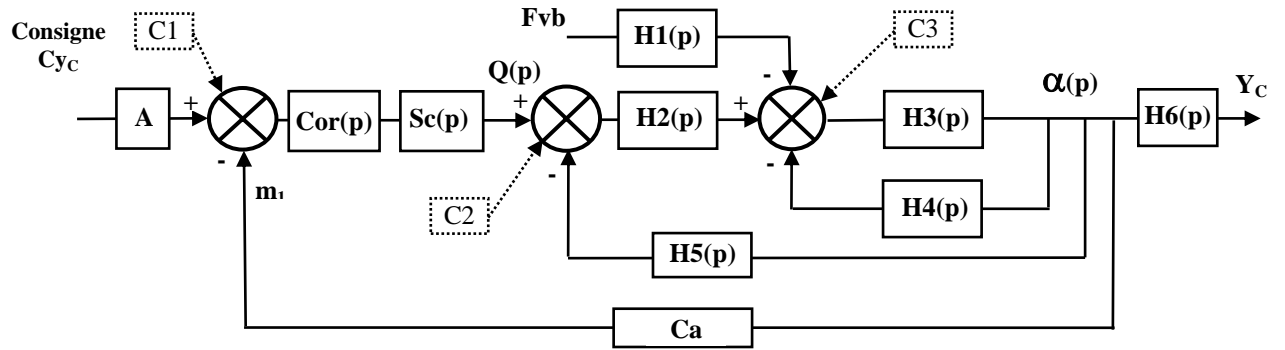 Consigne
Cy_C
A
+
-
C1
m₁
Cor(p)
Sc(p)
Q(p)
+
-
C2
Fvb
H1(p)
H2(p)
-
+
-
C3
H3(p)
H4(p)
H5(p)
Ca
α(p)
H6(p)
Y_C